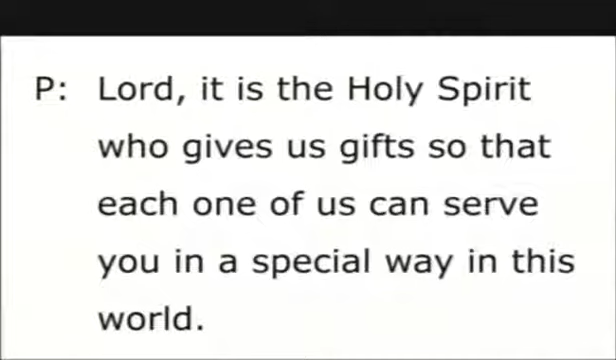 P: Lord, it is the Holy Spirit
who gives us gifts so that
each one of us can serve
you in a special way in this
world.